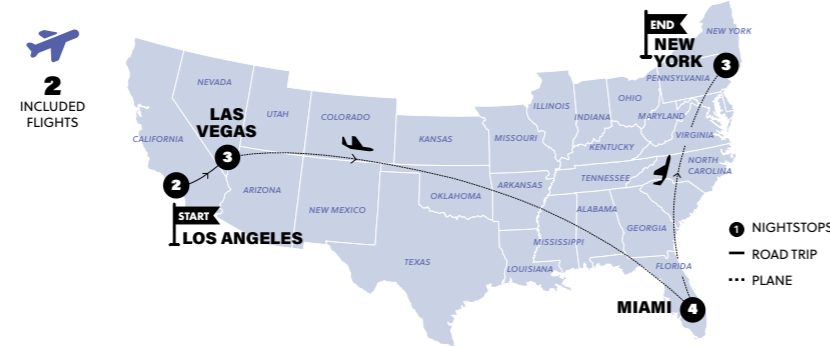 2
INCLUDED
FLIGHTS
END
NEW YORK
NEW
YORK
3
PENNSYLVANIA
NEVADA
UTAH
COLORADO
KANSAS
MISSOURI
ILLINOIS
INDIANA
OHIO
MARYLAND
VIRGINIA
KENTUCKY
CALIFORNIA
LAS
VEGAS
3
2
START
LOS ANGELES
ARIZONA
NEW MEXICO
OKLAHOMA
ARKANSAS
TENNESSEE
NORTH
CAROLINA
ALABAMA
GEORGIA
MISSISSIPPI
TEXAS
LOUISIANA
FLORIDA
MIAMI
4
1 NIGHTSTOPS
ROAD TRIP
PLANE